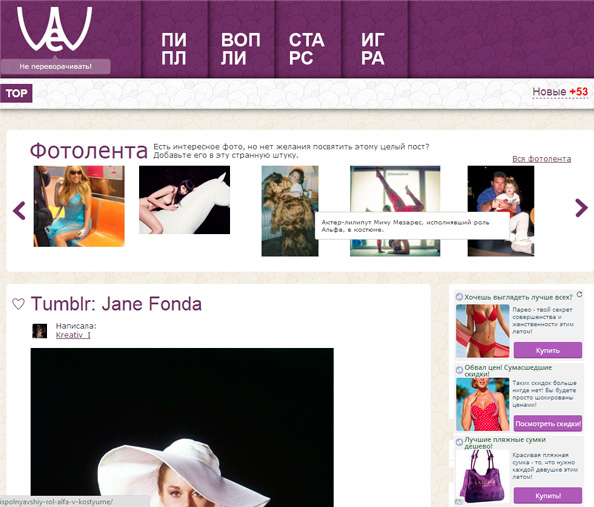 Не переворачивать!
ПИ
ПЛ
ВОП
ЛИ
СТА
РС
ИГ
РА
TOP
Новые +53
Фотолента
Есть интересное фото, но нет желания посвятить этому целый пост?
Добавьте его в эту странную штуку.
Вся фотолента
Актер-лилипут Мичу Мезарес, исполнявший роль
Альфа, в костюме.
Tumblr: Jane Fonda
Написала:
Kreativ_I
Хочешь выглядеть лучше всех?
Парео - твой секрет
совершенства и
женственности этим
летом!
Купить
Обвал цен! Сумасшедшие
скидки!
Таких скидок больше
нигде нет! Вы будете
просто шокированы
ценами!
Посмотреть скидки!
Лучшие пляжные сумки
дешево!
Красивая пляжная
сумка - то, что нужно
каждой девушке этим
летом!
Купить!
ispolnyavshiy-rol-alfa-v-kostyume/